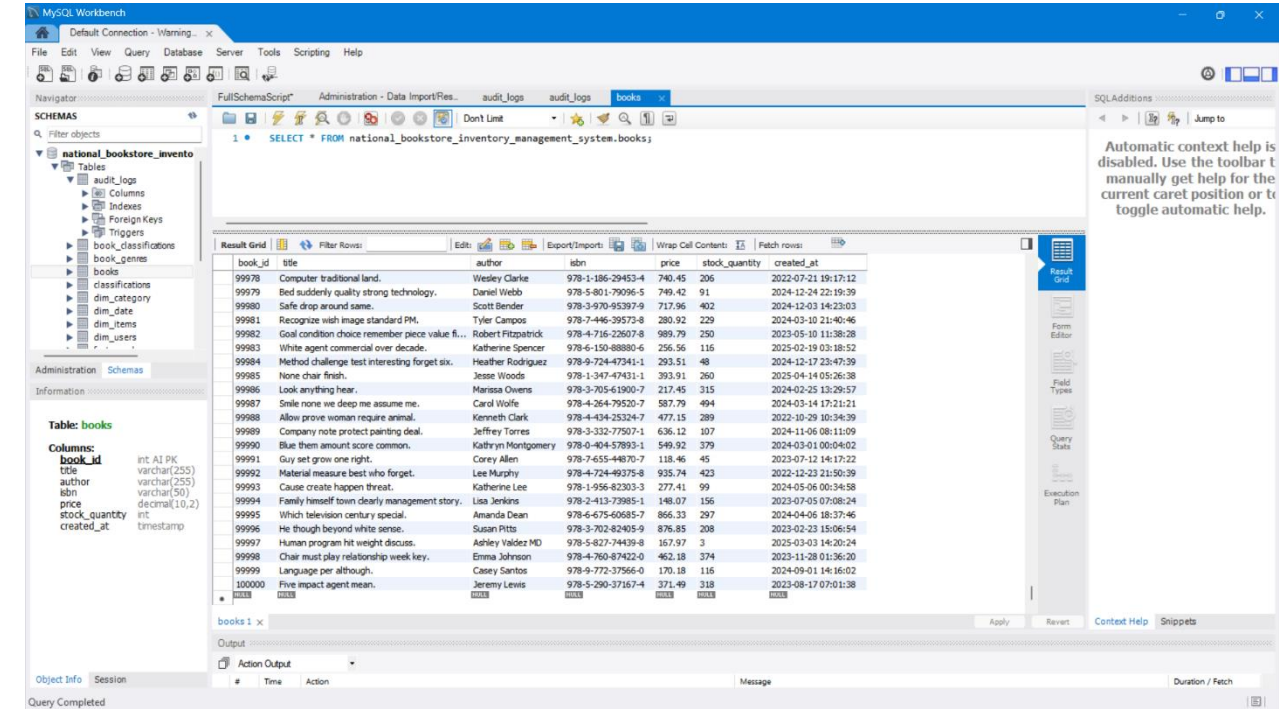 MySQL Workbench
Default Connection - Warning... ×
File Edit View Query Database Server Tools Scripting Help
Navigator
SCHEMAS
Filter objects
national_bookstore_invento
Tables
audit_logs
Columns
Indexes
Foreign Keys
Triggers
book_classifications
book_genres
books
classifications
dim_category
dim_date
dim_items
dim_users
Administration Schemas
Information
Table: books
Columns:
book_id int AI PK
title varchar(255)
author varchar(255)
isbn varchar(50)
price decimal(10,2)
stock_quantity int
created_at timestamp
Object Info Session
Query Completed
FullSchemaScript* Administration - Data Import/Res... audit_logs audit_logs books ×
Don't Limit
1 SELECT * FROM national_bookstore_inventory_management_system.books;
Result Grid Filter Rows: Edit: Export/Import: Wrap Cell Content: Fetch rows:
book_id title author isbn price stock_quantity created_at
99978 Computer traditional land. Wesley Clarke 978-1-186-29453-4 740.45 206 2022-07-21 19:17:12
99979 Bed suddenly quality strong technology. Daniel Webb 978-5-801-79096-5 749.42 91 2024-12-24 22:19:39
99980 Safe drop around same. Scott Bender 978-3-970-95397-9 717.96 402 2024-12-03 14:23:03
99981 Recognize wish image standard PM. Tyler Campos 978-7-446-39573-8 280.92 229 2024-03-10 21:40:46
99982 Goal condition choice remember piece value fi... Robert Fitzpatrick 978-4-716-22607-8 989.79 250 2023-05-10 11:38:28
99983 White agent commercial over decade. Katherine Spencer 978-6-150-88880-6 256.56 116 2025-02-19 03:18:52
99984 Method challenge test interesting forget six. Heather Rodriguez 978-9-724-47341-1 293.51 48 2024-12-17 23:47:39
99985 None chair finish. Jesse Woods 978-1-347-47431-1 393.91 260 2025-04-14 05:26:38
99986 Look anything hear. Marissa Owens 978-3-705-61900-7 217.45 315 2024-02-25 13:29:57
99987 Smile none we deep me assume me. Carol Wolfe 978-4-264-79520-7 587.79 494 2024-03-14 17:21:21
99988 Allow prove woman require animal. Kenneth Clark 978-4-434-25324-7 477.15 289 2022-10-29 10:34:39
99989 Company note protect painting deal. Jeffrey Torres 978-3-332-77507-1 636.12 107 2024-11-06 08:11:09
99990 Blue them amount score common. Kathryn Montgomery 978-0-404-57893-1 549.92 379 2024-03-01 00:04:02
99991 Guy set grow one right. Corey Allen 978-7-655-44870-7 118.46 45 2023-07-12 14:17:22
99992 Material measure best who forget. Lee Murphy 978-4-724-49375-8 935.74 423 2022-12-23 21:50:39
99993 Cause create happen threat. Katherine Lee 978-1-956-82303-3 277.41 99 2024-05-06 00:34:58
99994 Family himself town clearly management story. Lisa Jenkins 978-2-413-73985-1 148.07 156 2023-07-05 07:08:24
99995 Which television century special. Amanda Dean 978-6-675-60685-7 866.33 297 2024-04-06 18:37:46
99996 He though beyond white sense. Susan Pitts 978-3-702-82405-9 876.85 208 2023-02-23 15:06:54
99997 Human program hit weight discuss. Ashley Valdez MD 978-5-827-74439-8 167.97 3 2025-03-03 14:20:24
99998 Chair must play relationship week key. Emma Johnson 978-4-760-87422-0 462.18 374 2023-11-28 01:36:20
99999 Language per although. Casey Santos 978-9-772-37566-0 170.18 116 2024-09-01 14:16:02
100000 Five impact agent mean. Jeremy Lewis 978-5-290-37167-4 371.49 318 2023-08-17 07:01:38
NULL NULL NULL NULL NULL NULL NULL
books 1 × Apply Revert
Output
Action Output
# Time Action Message Duration / Fetch
Result Grid
Form Editor
Field Types
Query Stats
Execution Plan
SQLAdditions
Jump to
Automatic context help is
disabled. Use the toolbar t
manually get help for the
current caret position or to
toggle automatic help.
Context Help Snippets